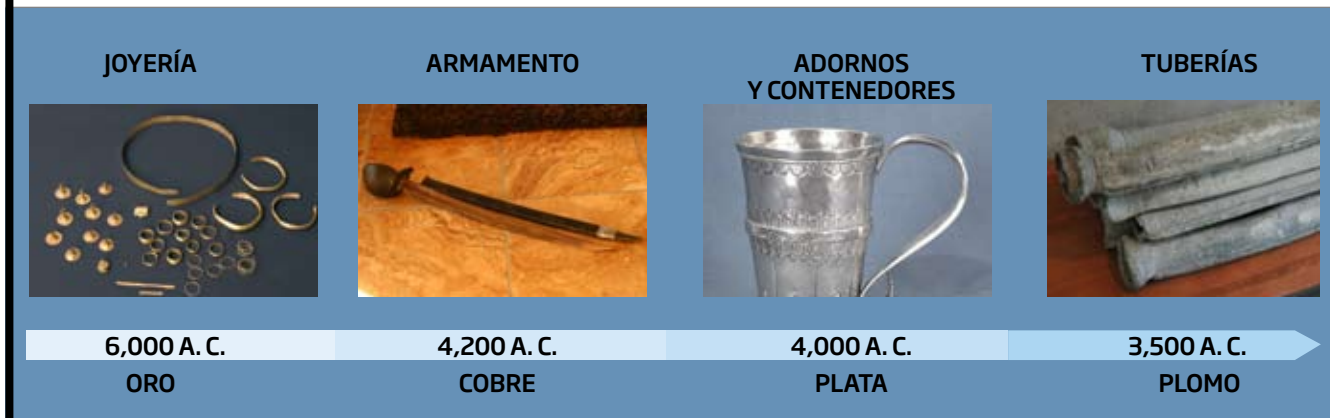 JOYERÍA
ARMAMENTO
ADORNOS
Y CONTENEDORES
TUBERÍAS
6,000 A. C.
4,200 A. C.
4,000 A. C.
3,500 A. C.
ORO
COBRE
PLATA
PLOMO